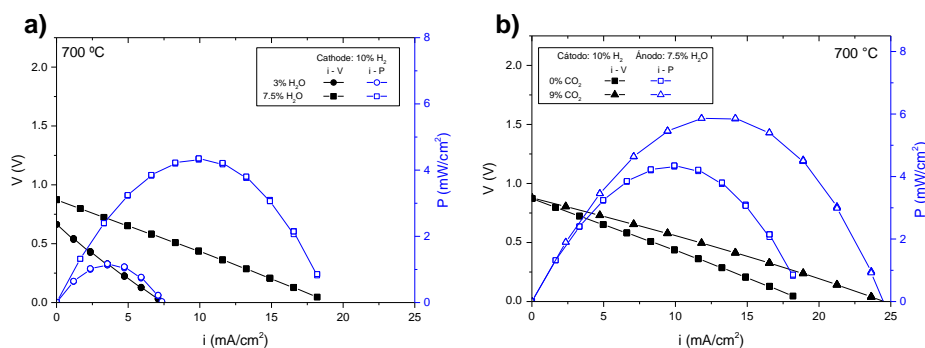 a)
700 ºC
Cathode: 10% H₂
i - V i - P
3% H₂O
7.5% H₂O
V (V)
2.0
1.5
1.0
0.5
0.0
0 5 10 15 20 25
i (mA/cm²)
8
6
4
2
0
P (mW/cm²)
b)
700 °C
Cátodo: 10% H₂ Ánodo: 7.5% H₂O
i - V i - P
0% CO₂
9% CO₂
V (V)
2.0
1.5
1.0
0.5
0.0
0 5 10 15 20 25
i (mA/cm²)
8
6
4
2
0
P (mW/cm²)